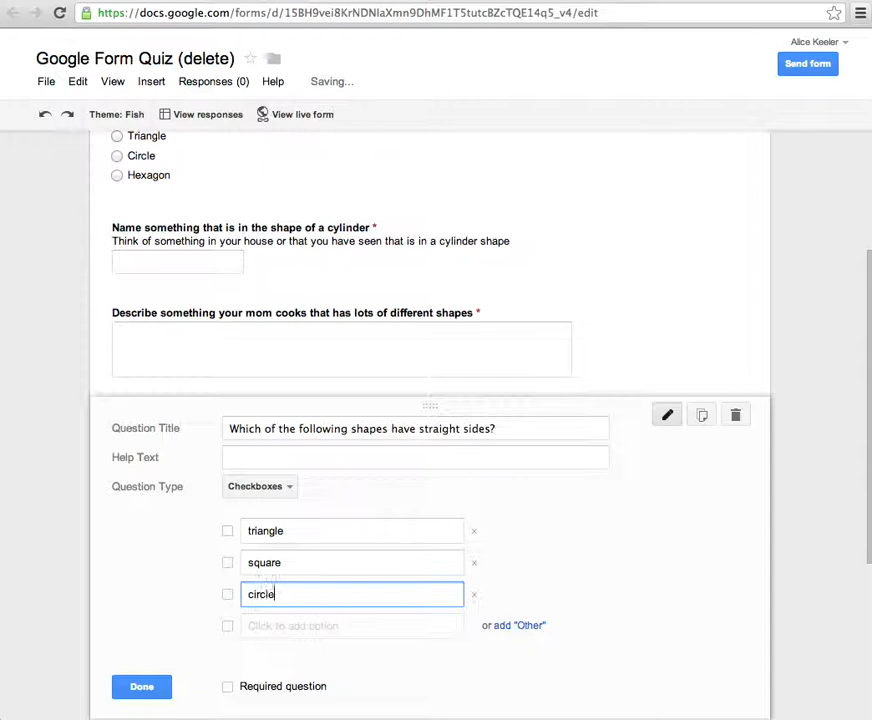 https://docs.google.com/forms/d/15BH9vei8KrNDNlaXmn9DhMF1T5tutcBZcTQE14q5_v4/edit
Alice Keeler
Google Form Quiz (delete)
Send form
File Edit View Insert Responses (0) Help Saving...
Theme: Fish View responses View live form
Triangle
Circle
Hexagon
Name something that is in the shape of a cylinder *
Think of something in your house or that you have seen that is in a cylinder shape
Describe something your mom cooks that has lots of different shapes *
Question Title Which of the following shapes have straight sides?
Help Text
Question Type Checkboxes
triangle
square
circle
Click to add option or add "Other"
Done Required question